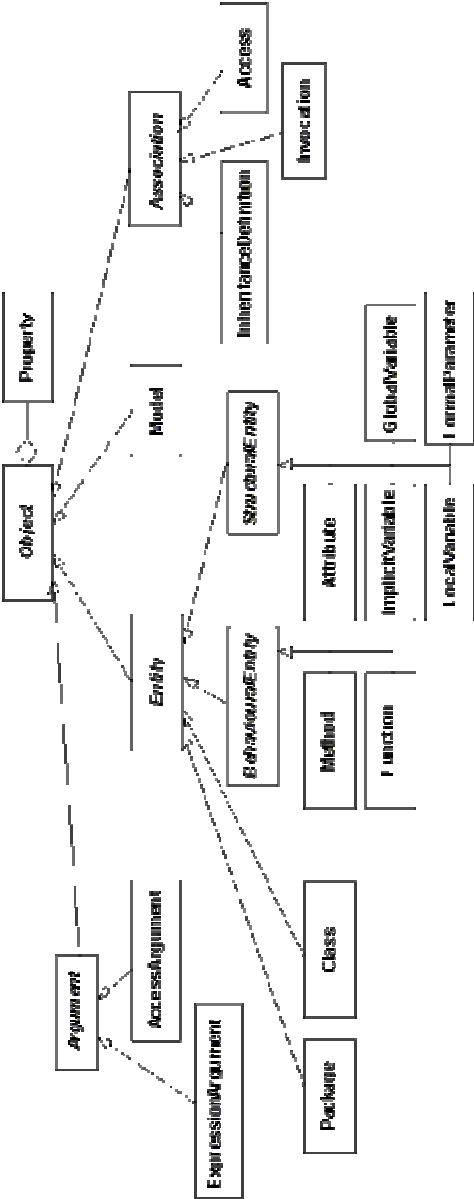 Object
Property
Argument
Entity
Model
Association
AccessArgument
ExpressionArgument
BehaviouralEntity
StructuralEntity
InheritanceDefinition
Access
Invocation
Package
Class
Method
Attribute
Function
ImplicitVariable
GlobalVariable
LocalVariable
FormalParameter